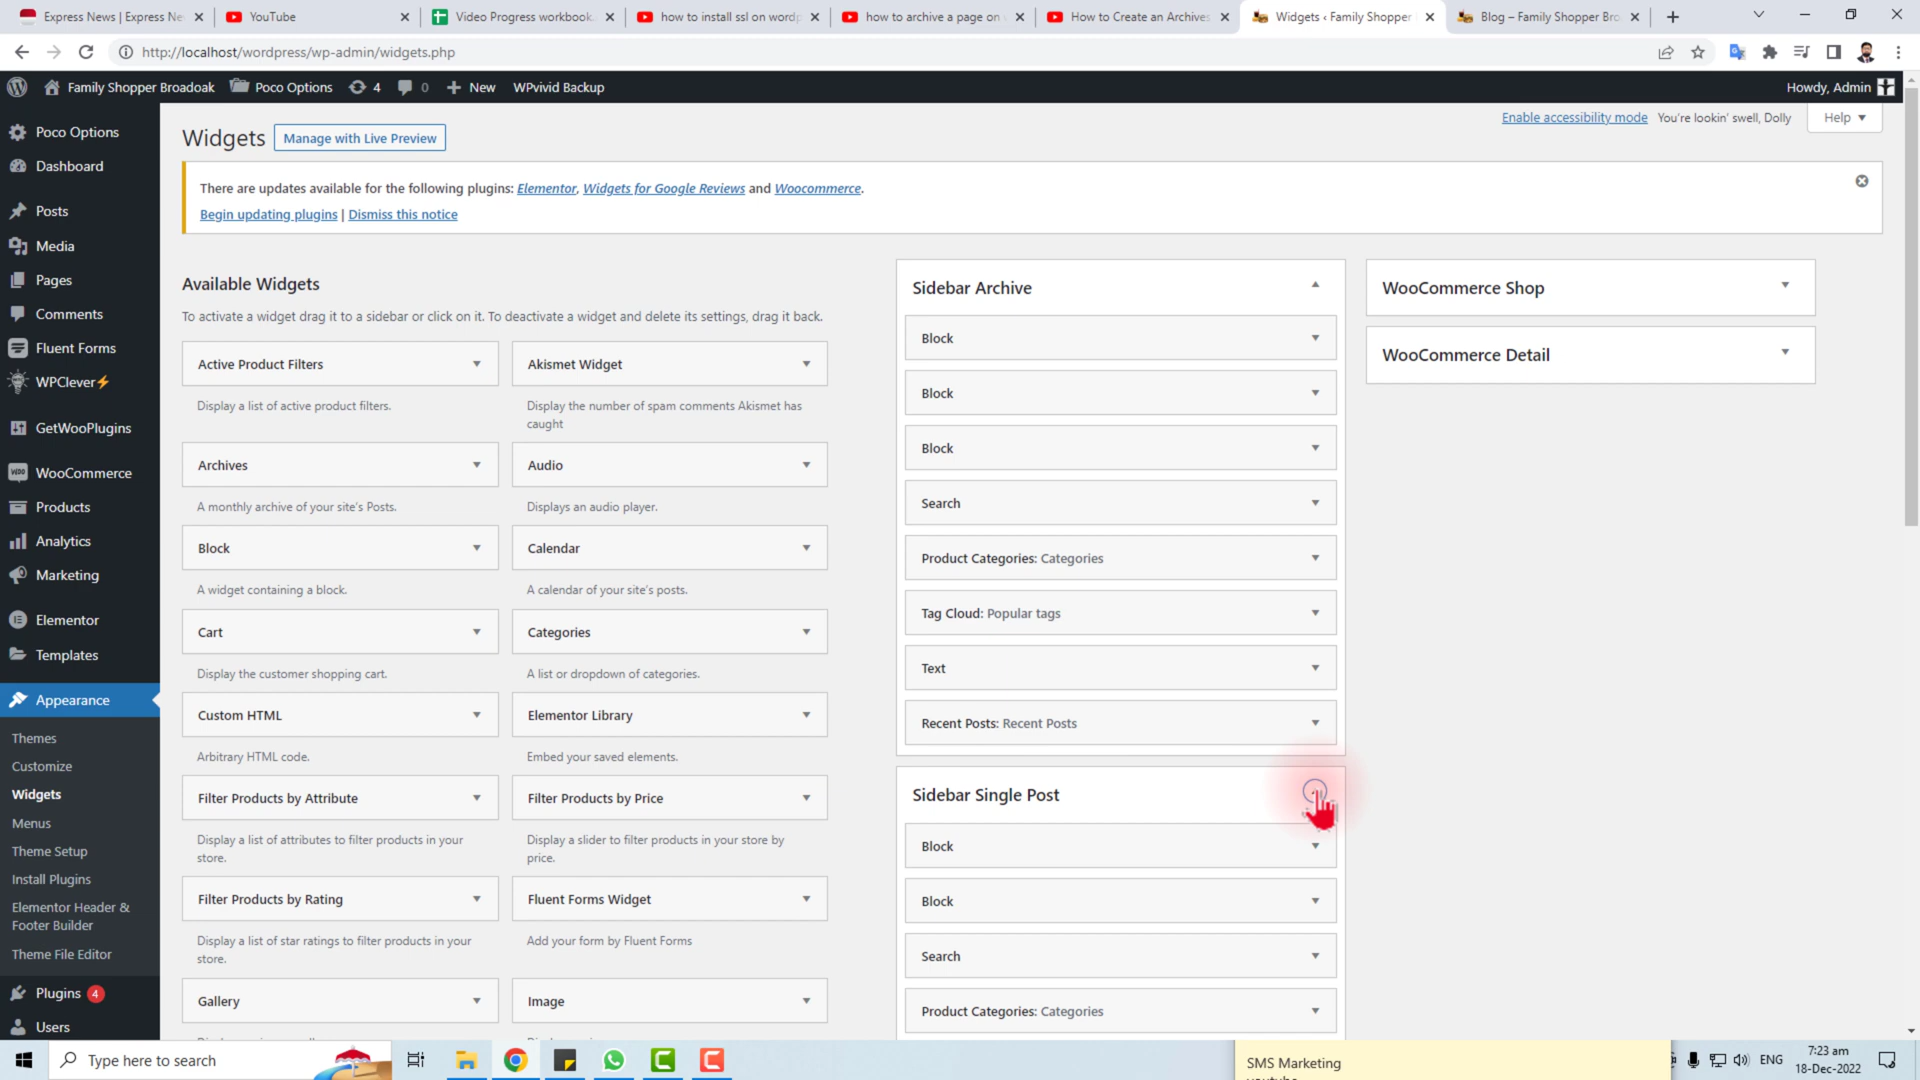 Express News | Express Ne
YouTube
Video Progress workbook.
how to install ssl on wordp
how to archive a page on
How to Create an Archives
Widgets ‹ Family Shopper
Blog – Family Shopper Bro
http://localhost/wordpress/wp-admin/widgets.php
Family Shopper Broadoak
Poco Options
4
0
New
WPvivid Backup
Howdy, Admin
Poco Options
Dashboard
Posts
Media
Pages
Comments
Fluent Forms
WPClever⚡
GetWooPlugins
WooCommerce
Products
Analytics
Marketing
Elementor
Templates
Appearance
Themes
Customize
Widgets
Menus
Theme Setup
Install Plugins
Elementor Header &
Footer Builder
Theme File Editor
Plugins 4
Users
Widgets
Manage with Live Preview
Enable accessibility mode
You're lookin' swell, Dolly
Help
There are updates available for the following plugins: Elementor, Widgets for Google Reviews and Woocommerce.
Begin updating plugins | Dismiss this notice
Available Widgets
To activate a widget drag it to a sidebar or click on it. To deactivate a widget and delete its settings, drag it back.
Active Product Filters
Display a list of active product filters.
Akismet Widget
Display the number of spam comments Akismet has
caught
Archives
A monthly archive of your site's Posts.
Audio
Displays an audio player.
Block
A widget containing a block.
Calendar
A calendar of your site's posts.
Cart
Display the customer shopping cart.
Categories
A list or dropdown of categories.
Custom HTML
Arbitrary HTML code.
Elementor Library
Embed your saved elements.
Filter Products by Attribute
Display a list of attributes to filter products in your
store.
Filter Products by Price
Display a slider to filter products in your store by
price.
Filter Products by Rating
Display a list of star ratings to filter products in your
store.
Fluent Forms Widget
Add your form by Fluent Forms
Gallery
Image
Sidebar Archive
Block
Block
Block
Search
Product Categories: Categories
Tag Cloud: Popular tags
Text
Recent Posts: Recent Posts
Sidebar Single Post
Block
Block
Search
Product Categories: Categories
WooCommerce Shop
WooCommerce Detail
Type here to search
SMS Marketing
ENG
7:23 am
18-Dec-2022